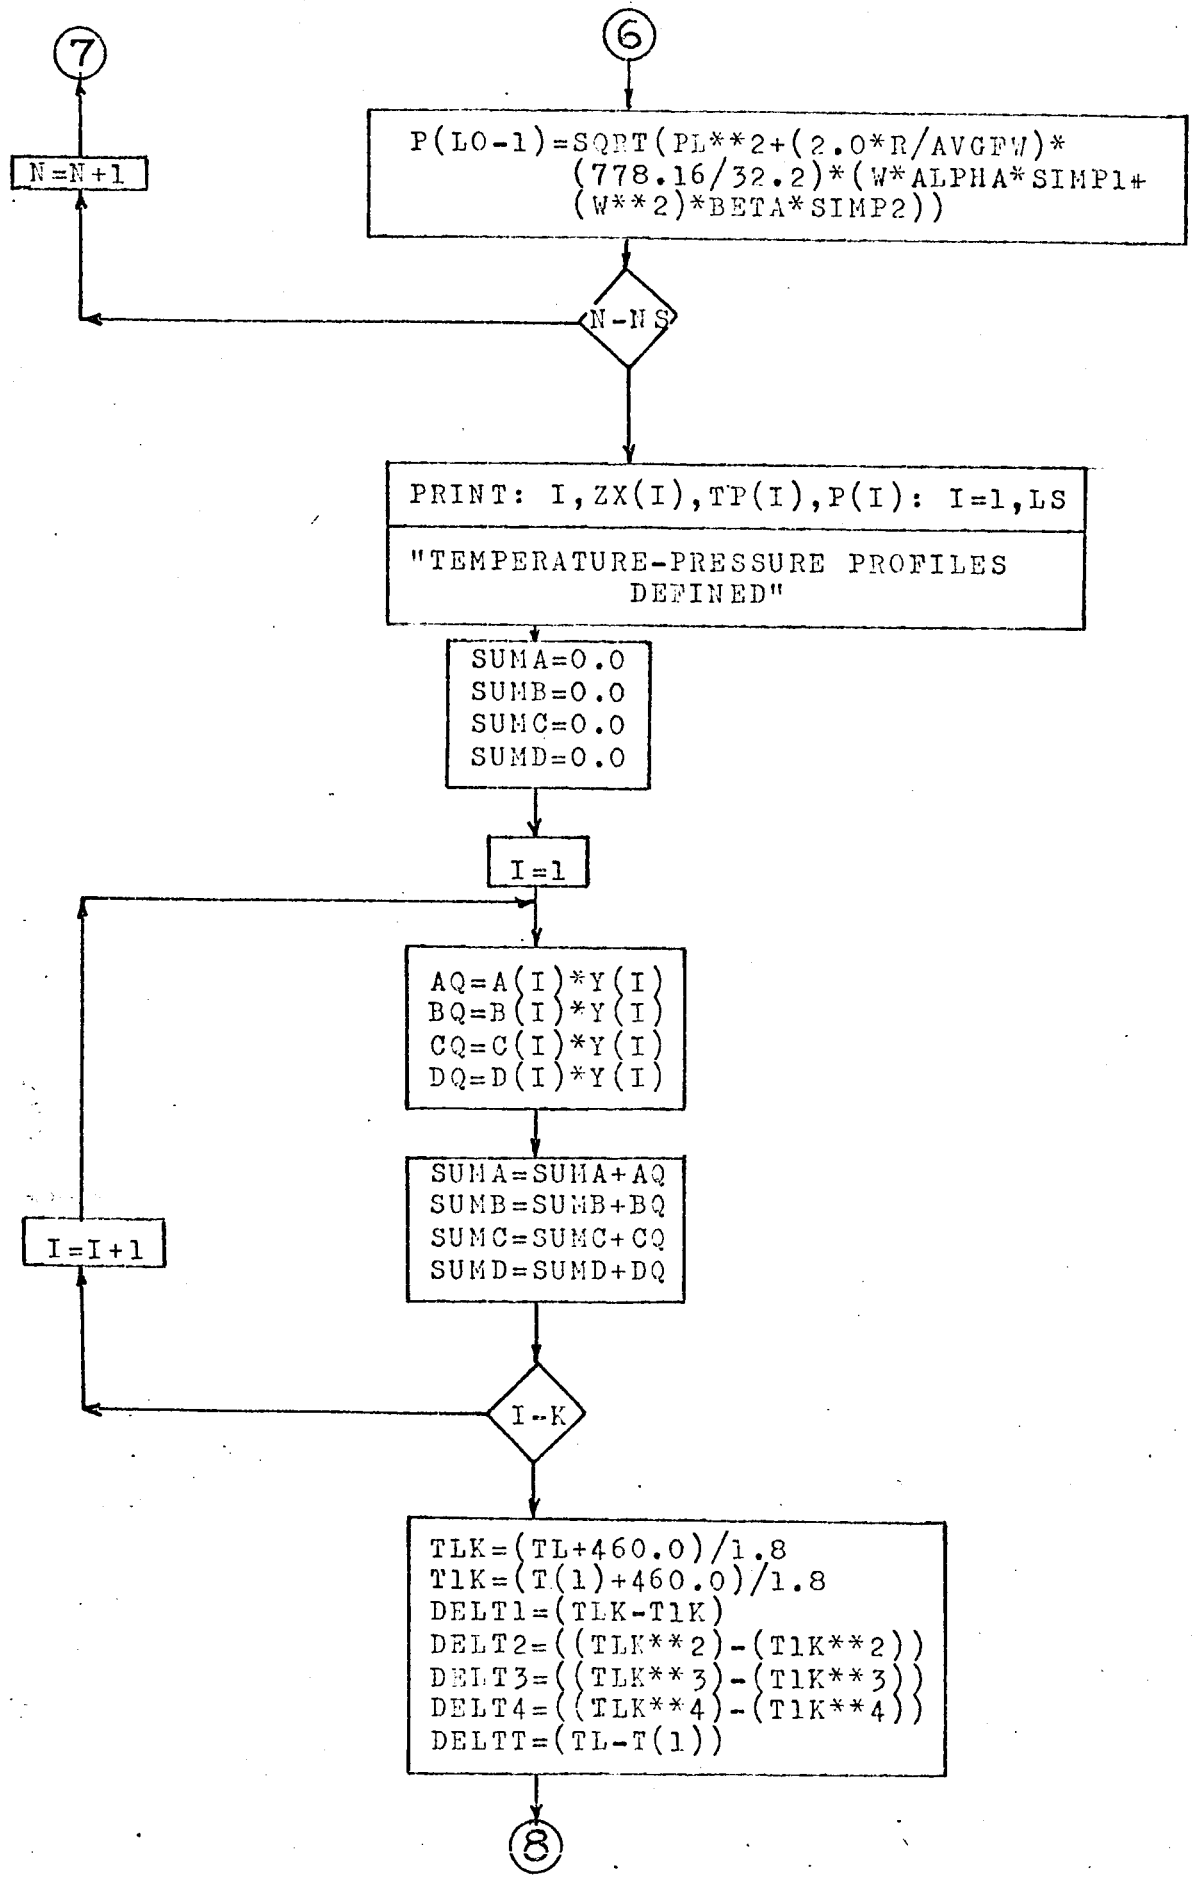 7
6
P(LO-1)=SQRT(PL**2+(2.0*R/AVGFW)*
(778.16/32.2)*(W*ALPHA*SIMP1+
(W**2)*BETA*SIMP2))
N=N+1
N-NS
PRINT: I,ZX(I),TP(I),P(I): I=1,LS
"TEMPERATURE-PRESSURE PROFILES
DEFINED"
SUMA=0.0
SUMB=0.0
SUMC=0.0
SUMD=0.0
I=1
AQ=A(I)*Y(I)
BQ=B(I)*Y(I)
CQ=C(I)*Y(I)
DQ=D(I)*Y(I)
SUMA=SUMA+AQ
SUMB=SUMB+BQ
SUMC=SUMC+CQ
SUMD=SUMD+DQ
I=I+1
I-K
TLK=(TL+460.0)/1.8
T1K=(T(1)+460.0)/1.8
DELT1=(TLK-T1K)
DELT2=((TLK**2)-(T1K**2))
DELT3=((TLK**3)-(T1K**3))
DELT4=((TLK**4)-(T1K**4))
DELTT=(TL-T(1))
8